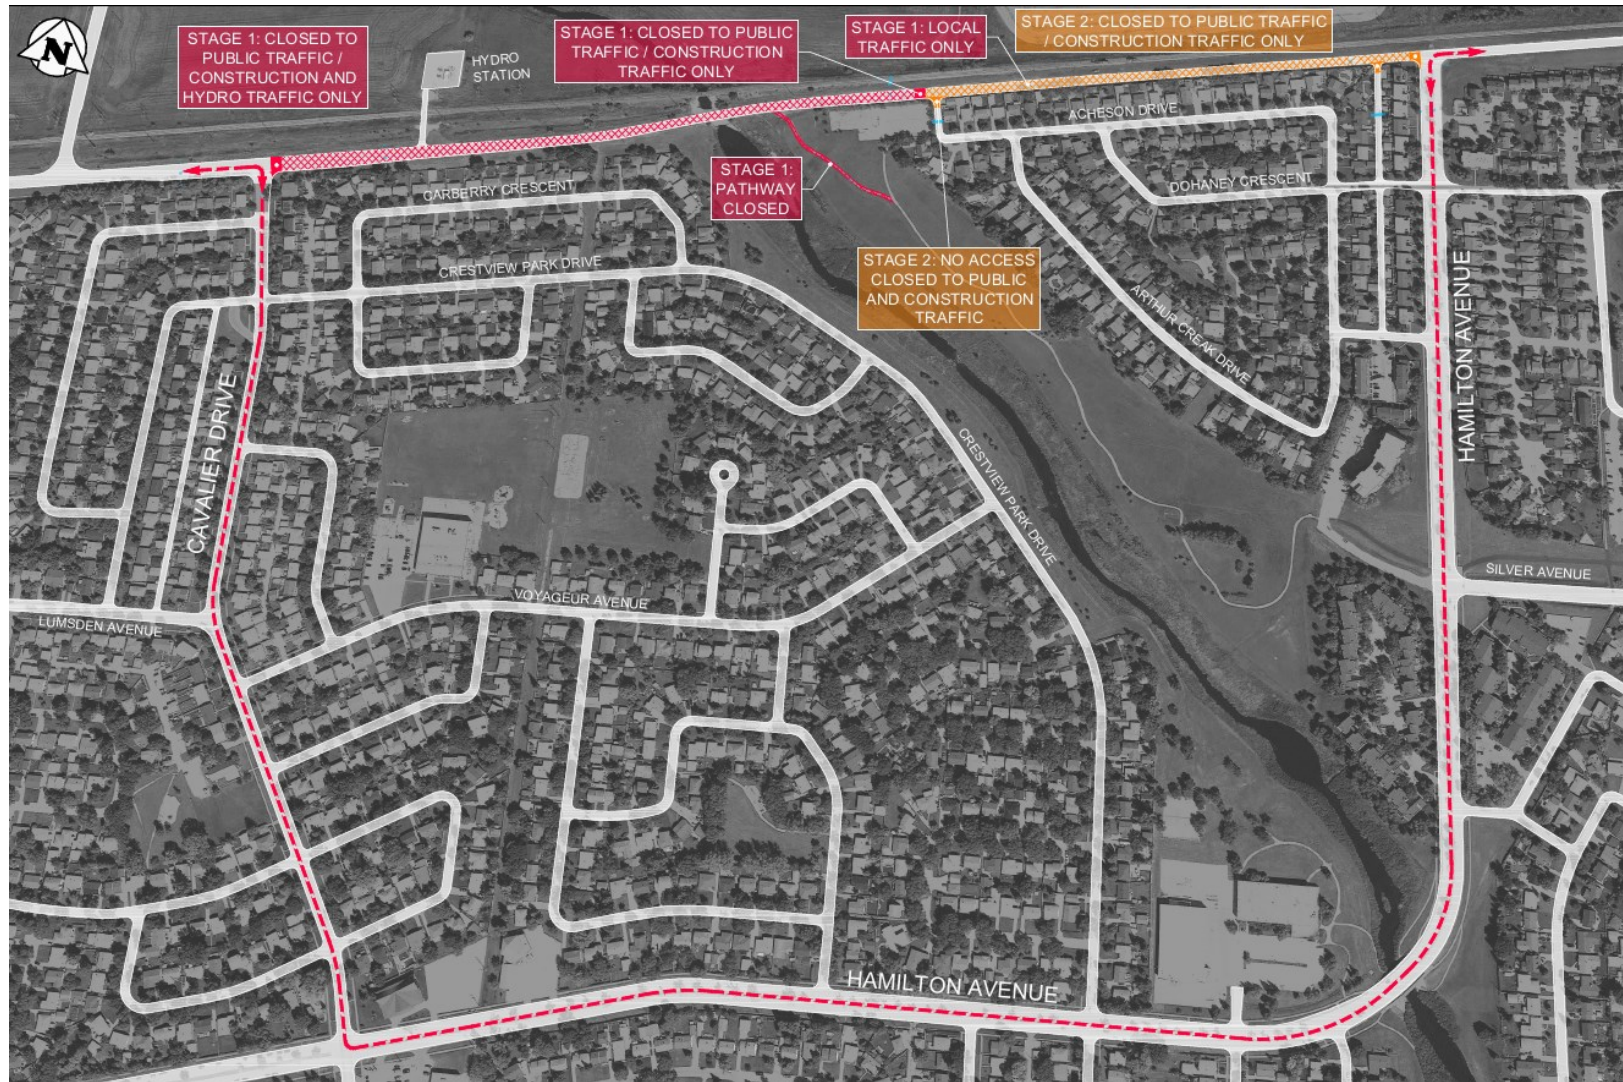 N
STAGE 1: CLOSED TO
PUBLIC TRAFFIC /
CONSTRUCTION AND
HYDRO TRAFFIC ONLY
HYDRO
STATION
STAGE 1: CLOSED TO PUBLIC
TRAFFIC / CONSTRUCTION
TRAFFIC ONLY
STAGE 1: LOCAL
TRAFFIC ONLY
STAGE 2: CLOSED TO PUBLIC TRAFFIC
/ CONSTRUCTION TRAFFIC ONLY
ACHESON DRIVE
STAGE 1:
PATHWAY
CLOSED
CARBERRY CRESCENT
DOHANEY CRESCENT
CRESTVIEW PARK DRIVE
STAGE 2: NO ACCESS
CLOSED TO PUBLIC
AND CONSTRUCTION
TRAFFIC
ARTHUR CREAK DRIVE
HAMILTON AVENUE
CAVALIER DRIVE
CRESTVIEW PARK DRIVE
SILVER AVENUE
VOYAGEUR AVENUE
LUMSDEN AVENUE
HAMILTON AVENUE